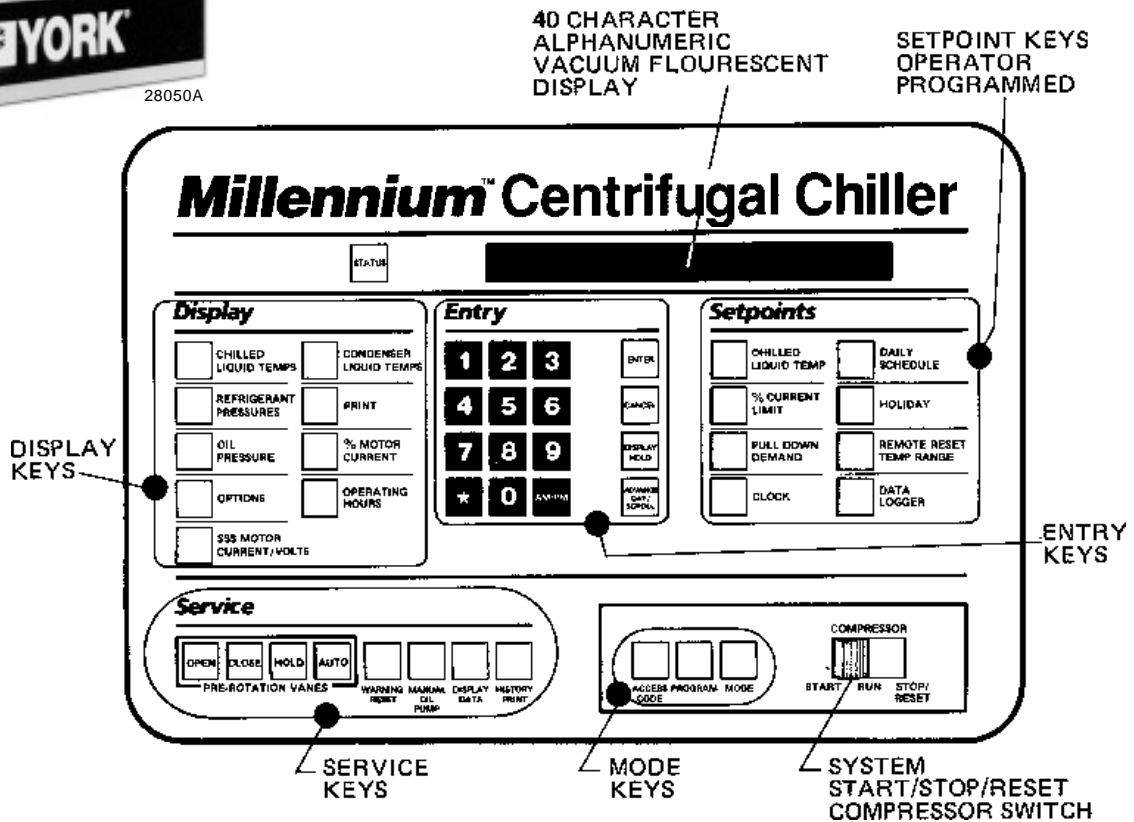 YORK
28050A
40 CHARACTER
ALPHANUMERIC
VACUUM FLOURESCENT
DISPLAY
SETPOINT KEYS
OPERATOR
PROGRAMMED
Millennium™ Centrifugal Chiller
STATUS
Display
CHILLED
LIQUID TEMPS
CONDENSER
LIQUID TEMPS
REFRIGERANT
PRESSURES
PRINT
OIL
PRESSURE
% MOTOR
CURRENT
OPTIONS
OPERATING
HOURS
SSS MOTOR
CURRENT/VOLTS
DISPLAY
KEYS
Entry
1 2 3
ENTER
4 5 6
CANCEL
7 8 9
DISPLAY
HOLD
* 0 AM/PM
ADVANCE
DAY/
SCROLL
Setpoints
CHILLED
LIQUID TEMP
DAILY
SCHEDULE
% CURRENT
LIMIT
HOLIDAY
PULL DOWN
DEMAND
REMOTE RESET
TEMP RANGE
CLOCK
DATA
LOGGER
ENTRY
KEYS
Service
OPEN CLOSE HOLD AUTO
PRE-ROTATION VANES
WARNING
RESET
MANUAL
OIL
PUMP
DISPLAY
DATA
HISTORY
PRINT
ACCESS
CODE
PROGRAM
MODE
COMPRESSOR
START RUN STOP/
RESET
SERVICE
KEYS
MODE
KEYS
SYSTEM
START/STOP/RESET
COMPRESSOR SWITCH